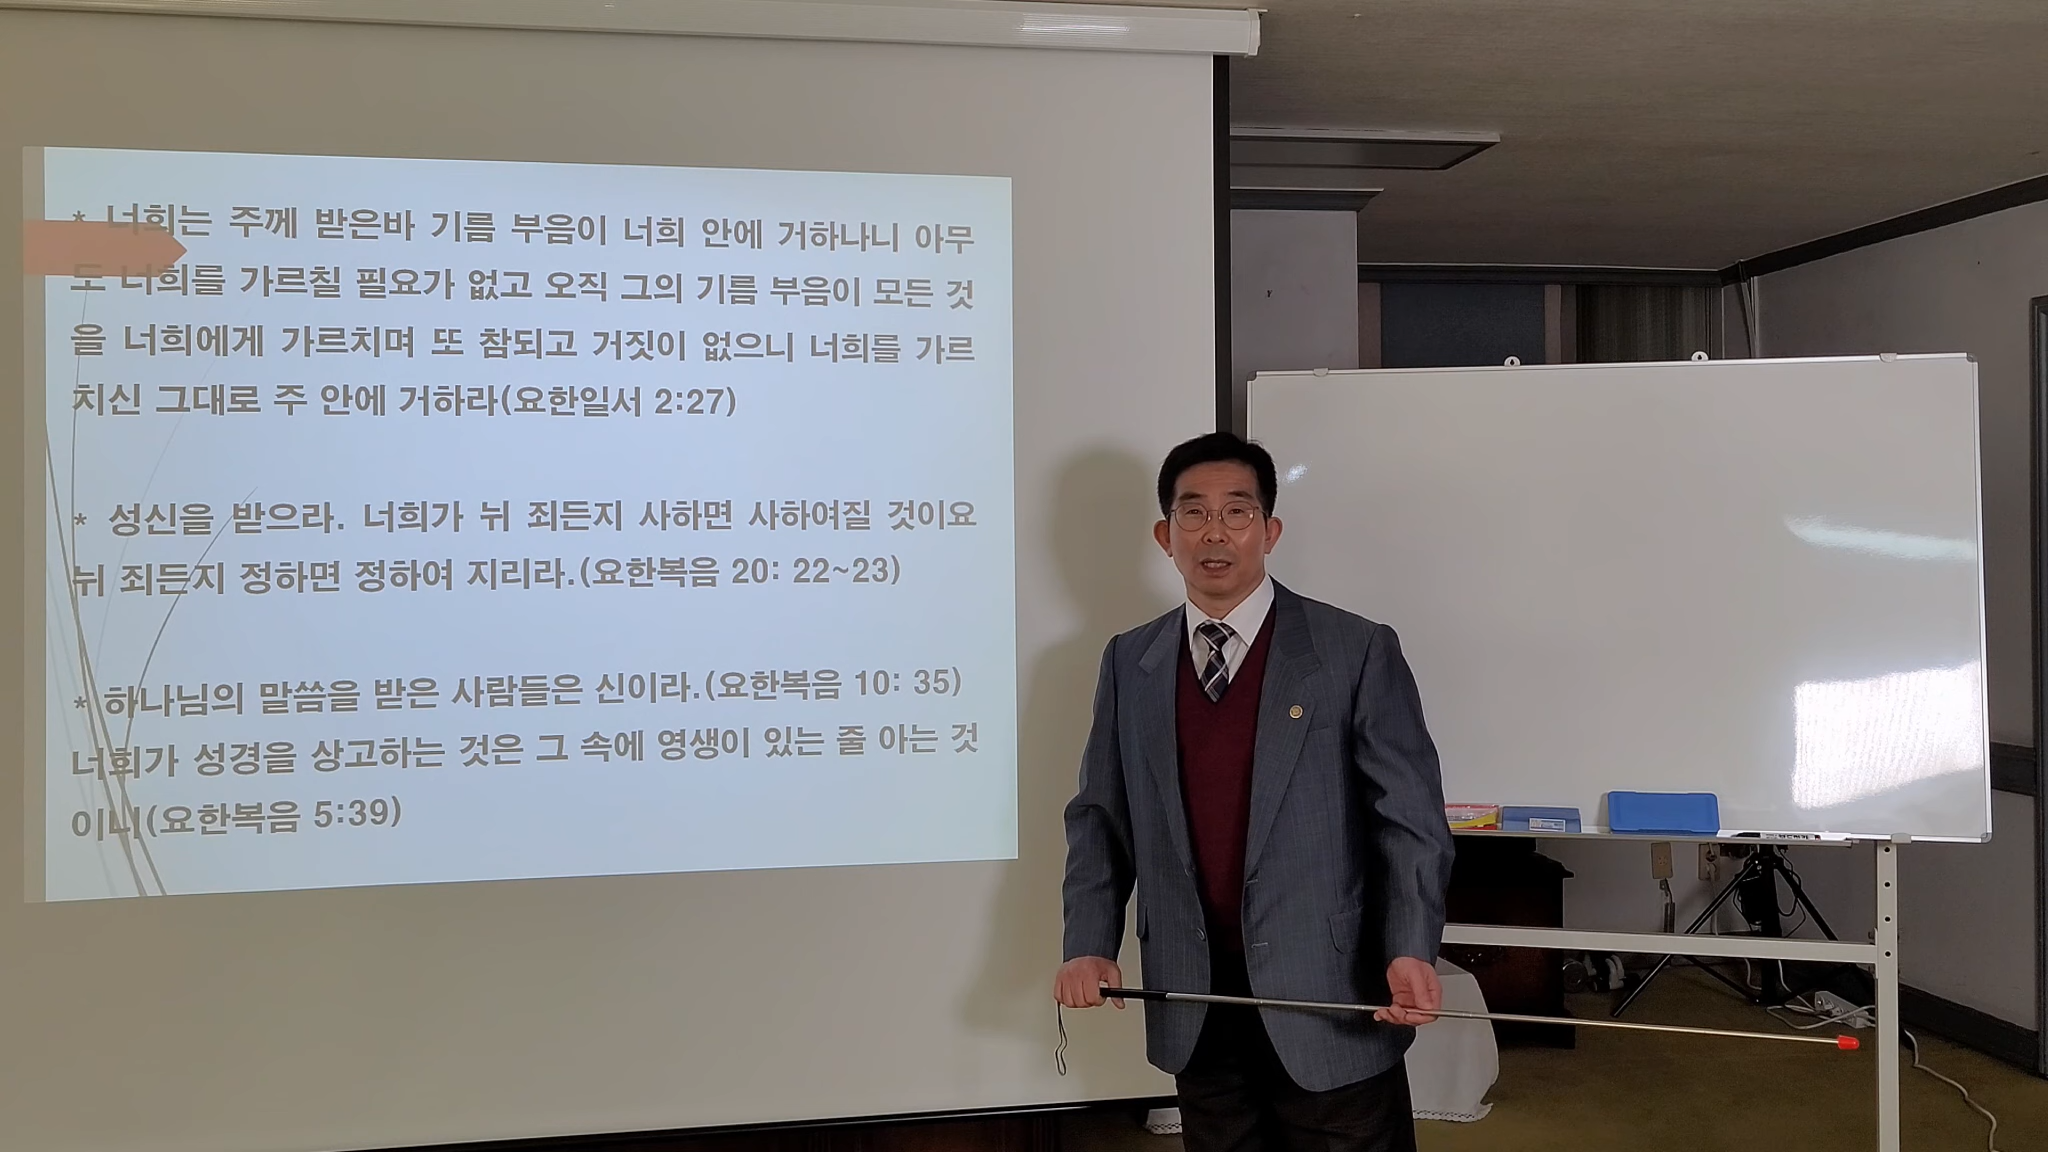 * 너희는 주께 받은바 기름 부음이 너희 안에 거하나니 아무
도 너희를 가르칠 필요가 없고 오직 그의 기름 부음이 모든 것
을 너희에게 가르치며 또 참되고 거짓이 없으니 너희를 가르
치신 그대로 주 안에 거하라(요한일서 2:27)
* 성신을 받으라. 너희가 뉘 죄든지 사하면 사하여질 것이요
뉘 죄든지 정하면 정하여 지리라.(요한복음 20: 22~23)
* 하나님의 말씀을 받은 사람들은 신이라.(요한복음 10: 35)
너희가 성경을 상고하는 것은 그 속에 영생이 있는 줄 아는 것
이니(요한복음 5:39)